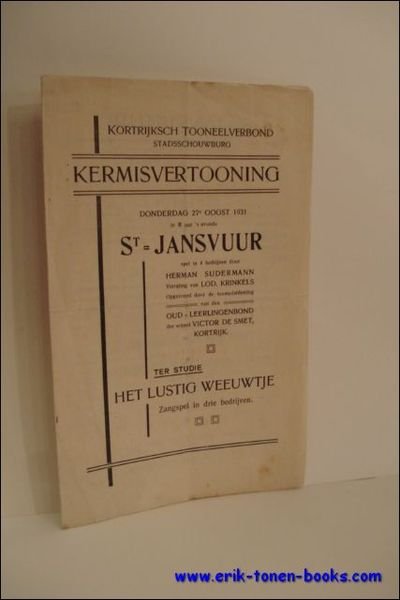 KORTRIJKSCH TOONEELVERBOND
STADSSCHOUWBURG
KERMISVERTOONING
DONDERDAG 27e OOGST 1931
te 8 uur 's avonds
ST = JANSVUUR
spel in 4 bedrijven door
HERMAN SUDERMANN
Vertaling van LOD. KRINKELS
Opgevoerd door de tooneelafdeeling
van den
OUD-LEERLINGENBOND
der school VICTOR DE SMET,
KORTRIJK.
TER STUDIE
HET LUSTIG WEEUWTJE
Zangspel in drie bedrijven.
www.erik-tonen-books.com